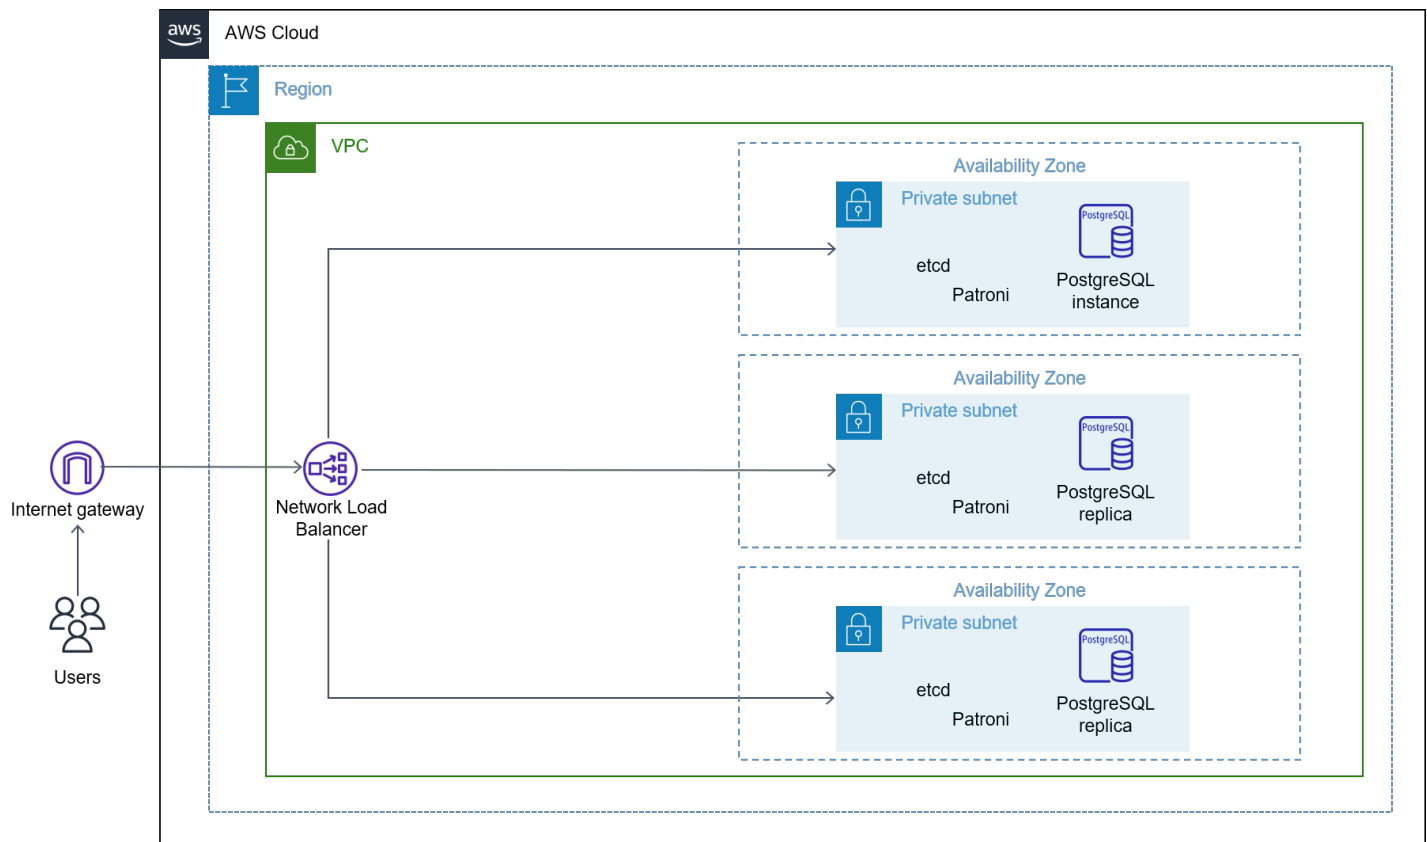 aws
AWS Cloud
Region
VPC
Availability Zone
Private subnet
PostgreSQL
etcd
Patroni
PostgreSQL
instance
Availability Zone
Private subnet
PostgreSQL
etcd
Patroni
PostgreSQL
replica
Internet gateway
Network Load
Balancer
Availability Zone
Private subnet
PostgreSQL
etcd
Patroni
PostgreSQL
replica
Users